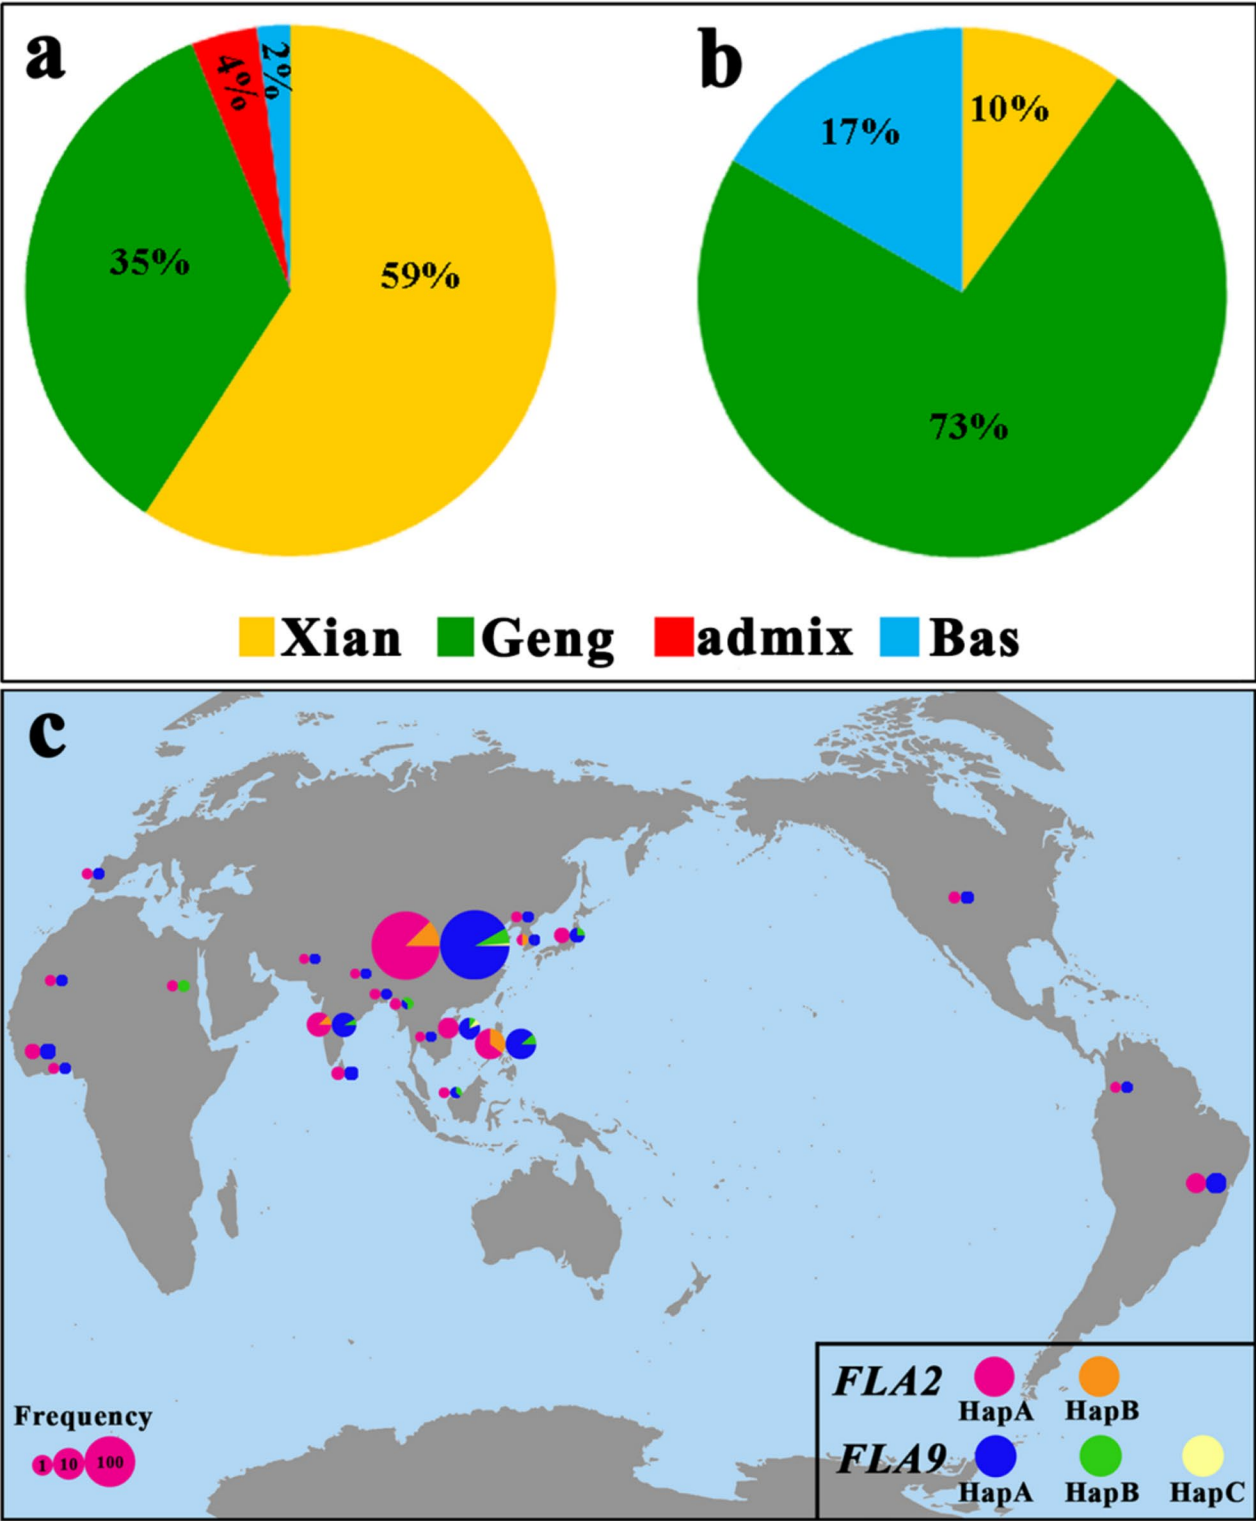 a
b
2%
4%
35%
59%
10%
17%
73%
Xian Geng admix Bas
c
Frequency
1 10 100
FLA2
HapA HapB
FLA9
HapA HapB HapC